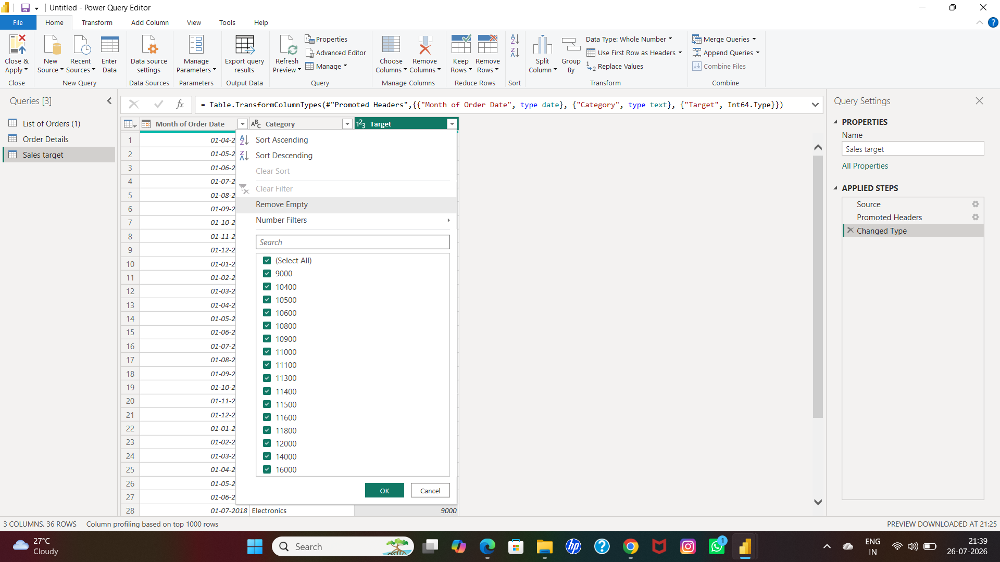 Untitled - Power Query Editor
File Home Transform Add Column View Tools Help
Close & Apply
New Source
Recent Sources
Enter Data
Data source settings
Manage Parameters
Export query results
Refresh Preview
Properties
Advanced Editor
Manage
Choose Columns
Remove Columns
Keep Rows
Remove Rows
Split Column
Group By
Data Type: Whole Number
Use First Row as Headers
Replace Values
Merge Queries
Append Queries
Combine Files
Close New Query Data Sources Parameters Output Data Query Manage Columns Reduce Rows Sort Transform Combine
Queries [3]
List of Orders (1)
Order Details
Sales target
fx = Table.TransformColumnTypes(#"Promoted Headers",{{"Month of Order Date", type date}, {"Category", type text}, {"Target", Int64.Type}})
Month of Order Date ABC Category 123 Target
1 01-04-2
2 01-05-2
3 01-06-2
4 01-07-2
5 01-08-2
6 01-09-2
7 01-10-2
8 01-11-2
9 01-12-2
10 01-01-2
11 01-02-2
12 01-03-2
13 01-04-2
14 01-05-2
15 01-06-2
16 01-07-2
17 01-08-2
18 01-09-2
19 01-10-2
20 01-11-2
21 01-12-2
22 01-01-2
23 01-02-2
24 01-03-2
25 01-04-2
26 01-05-2
27 01-06-2
28 01-07-2018 Electronics 9000
Sort Ascending
Sort Descending
Clear Sort
Clear Filter
Remove Empty
Number Filters
Search
(Select All)
9000
10400
10500
10600
10800
10900
11000
11100
11300
11400
11500
11600
11800
12000
14000
16000
OK Cancel
Query Settings
PROPERTIES
Name
Sales target
All Properties
APPLIED STEPS
Source
Promoted Headers
Changed Type
3 COLUMNS, 36 ROWS Column profiling based on top 1000 rows PREVIEW DOWNLOADED AT 21:25
27°C
Cloudy
Search
hp
1
ENG
IN
21:39
26-07-2026